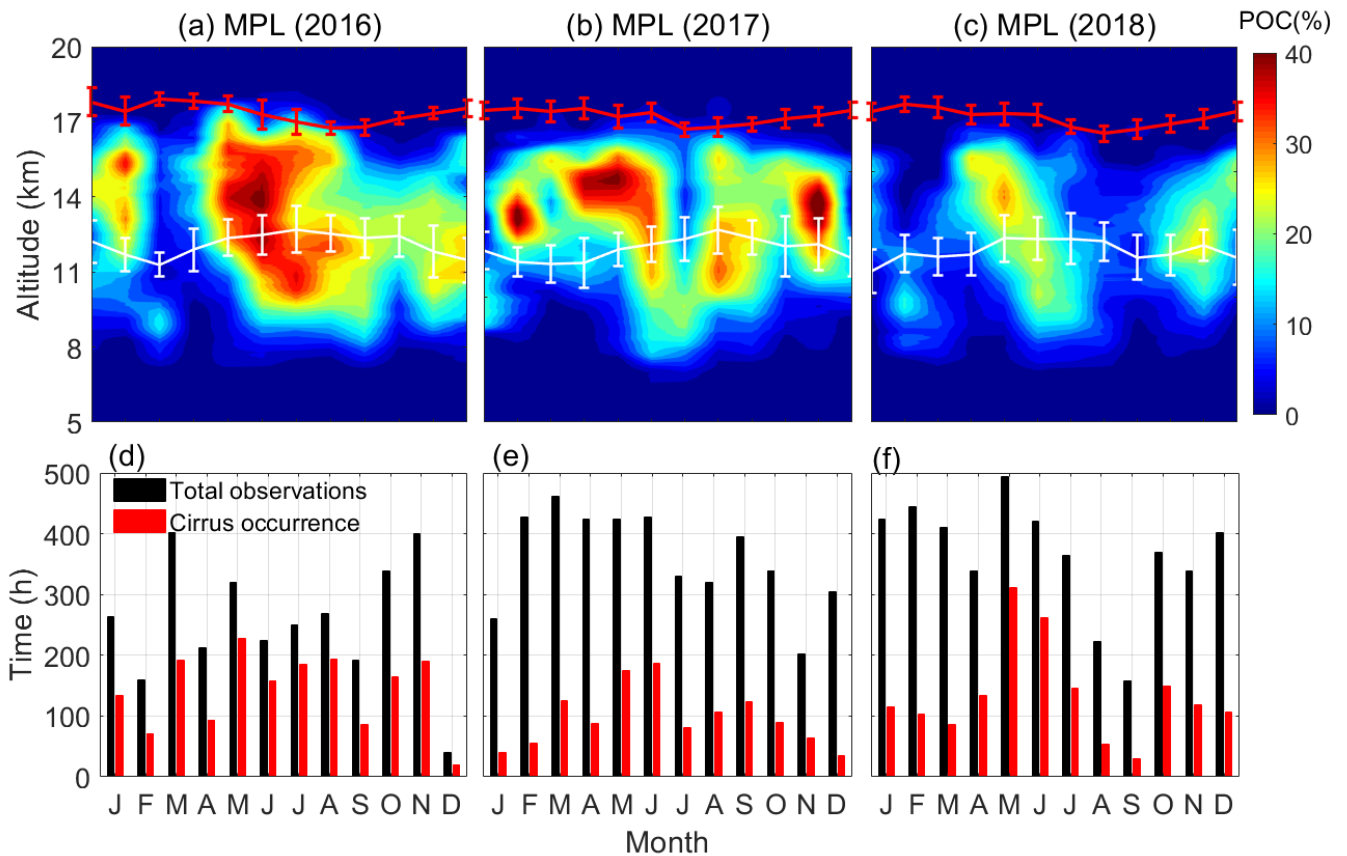 (a) MPL (2016)
(b) MPL (2017)
(c) MPL (2018)
POC(%)
20
17
14
11
8
5
Altitude (km)
40
30
20
10
0
(d)
(e)
(f)
500
400
300
200
100
0
Time (h)
Total observations
Cirrus occurrence
J F M A M J J A S O N D
J F M A M J J A S O N D
J F M A M J J A S O N D
Month